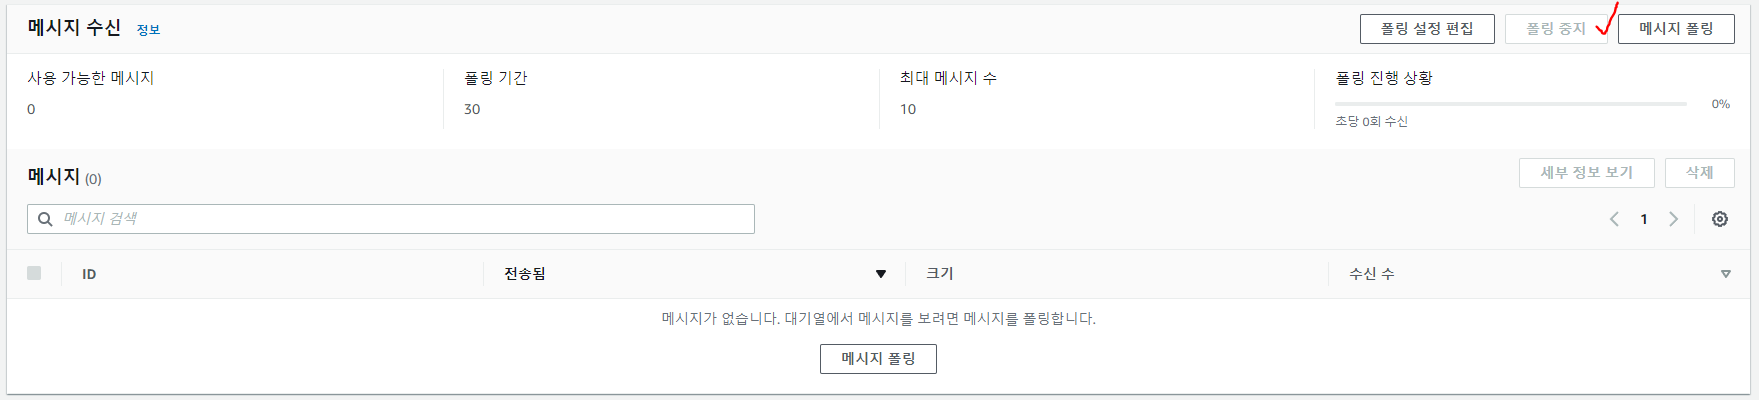 메시지 수신 정보 폴링 설정 편집 폴링 중지 메시지 폴링
사용 가능한 메시지 폴링 기간 최대 메시지 수 폴링 진행 상황
0 30 10 0%
초당 0회 수신
메시지 (0) 세부 정보 보기 삭제
메시지 검색 1
ID 전송됨 크기 수신 수
메시지가 없습니다. 대기열에서 메시지를 보려면 메시지를 폴링합니다.
메시지 폴링